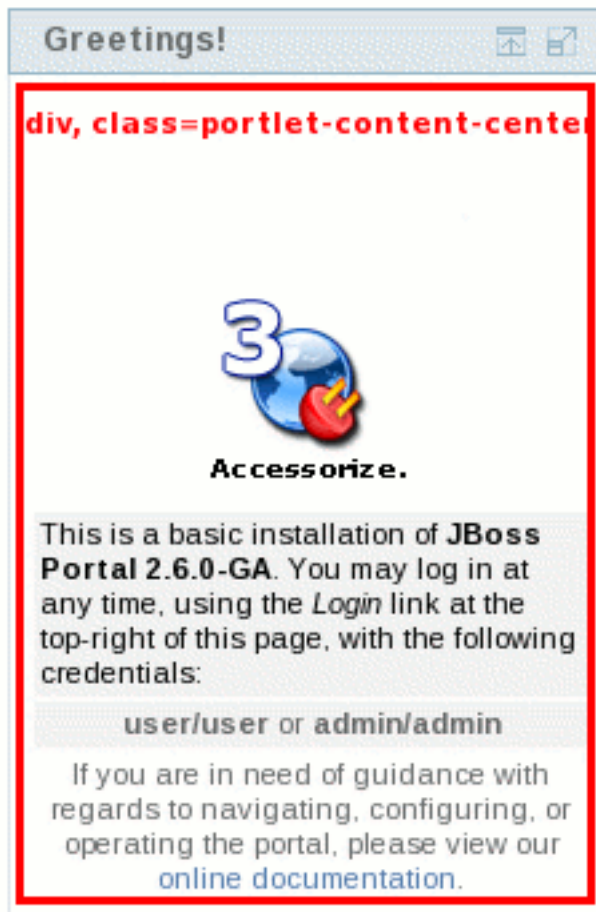 Greetings!
div, class=portlet-content-center
3
Accessorize.
This is a basic installation of JBoss
Portal 2.6.0-GA. You may log in at
any time, using the Login link at the
top-right of this page, with the following
credentials:
user/user or admin/admin
If you are in need of guidance with
regards to navigating, configuring, or
operating the portal, please view our
online documentation.